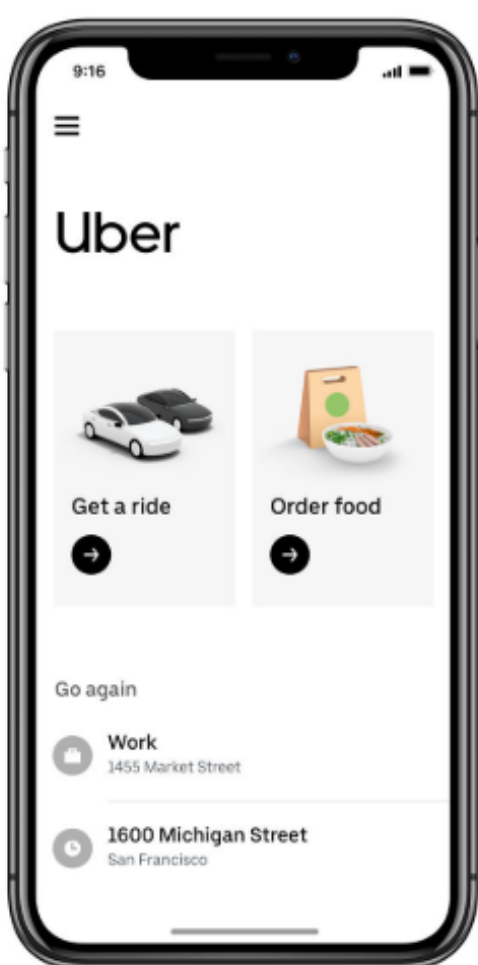 9:16
Uber
Get a ride
Order food
Go again
Work
1455 Market Street
1600 Michigan Street
San Francisco